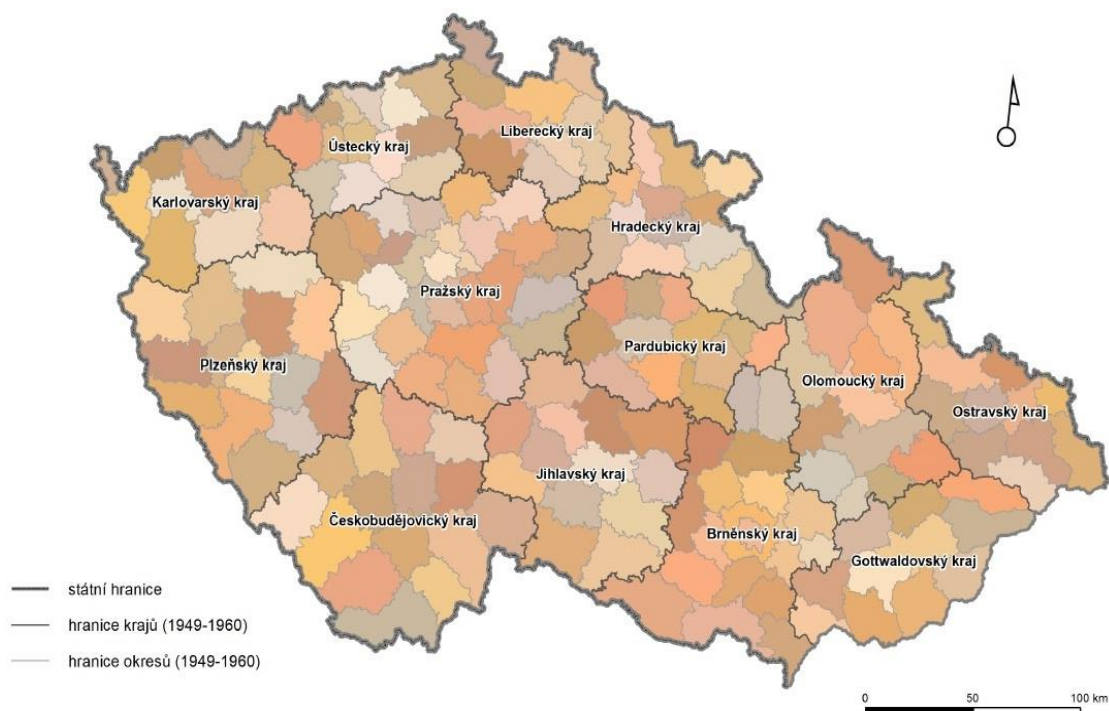 Ústecký kraj
Liberecký kraj
Karlovarský kraj
Hradecký kraj
Pražský kraj
Pardubický kraj
Plzeňský kraj
Olomoucký kraj
Ostravský kraj
Jihlavský kraj
Českobudějovický kraj
Brněnský kraj
Gottwaldovský kraj
státní hranice
hranice krajů (1949-1960)
hranice okresů (1949-1960)
0 50 100 km